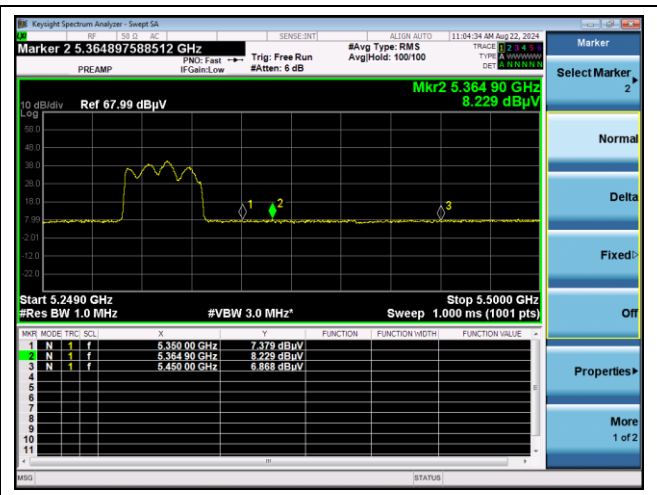 Keysight Spectrum Analyzer - Swept SA
RF 50 Ω AC SENSE:INT ALIGN AUTO 11:04:34 AM Aug 22, 2024
Marker 2 5.364897588512 GHz
PREAMP
PNO: Fast
IFGain:Low
Trig: Free Run
#Atten: 6 dB
#Avg Type: RMS
Avg|Hold: 100/100
TRACE 1 2 3 4 5 6
TYPE A WWWWW
DET A N N N N N
Mkr2 5.364 90 GHz
8.229 dBµV
10 dB/div Ref 67.99 dBµV
Log
58.0
48.0
38.0
28.0
18.0
7.99
-2.01
-12.0
-22.0
1
2
3
Start 5.2490 GHz Stop 5.5000 GHz
#Res BW 1.0 MHz #VBW 3.0 MHz* Sweep 1.000 ms (1001 pts)
MKR MODE TRC SCL X Y FUNCTION FUNCTION WIDTH FUNCTION VALUE
1 N 1 f 5.350 00 GHz 7.379 dBµV
2 N 1 f 5.364 90 GHz 8.229 dBµV
3 N 1 f 5.450 00 GHz 6.868 dBµV
4
5
6
7
8
9
10
11
MSG STATUS
Marker
Select Marker
2
Normal
Delta
Fixed
Off
Properties
More
1 of 2